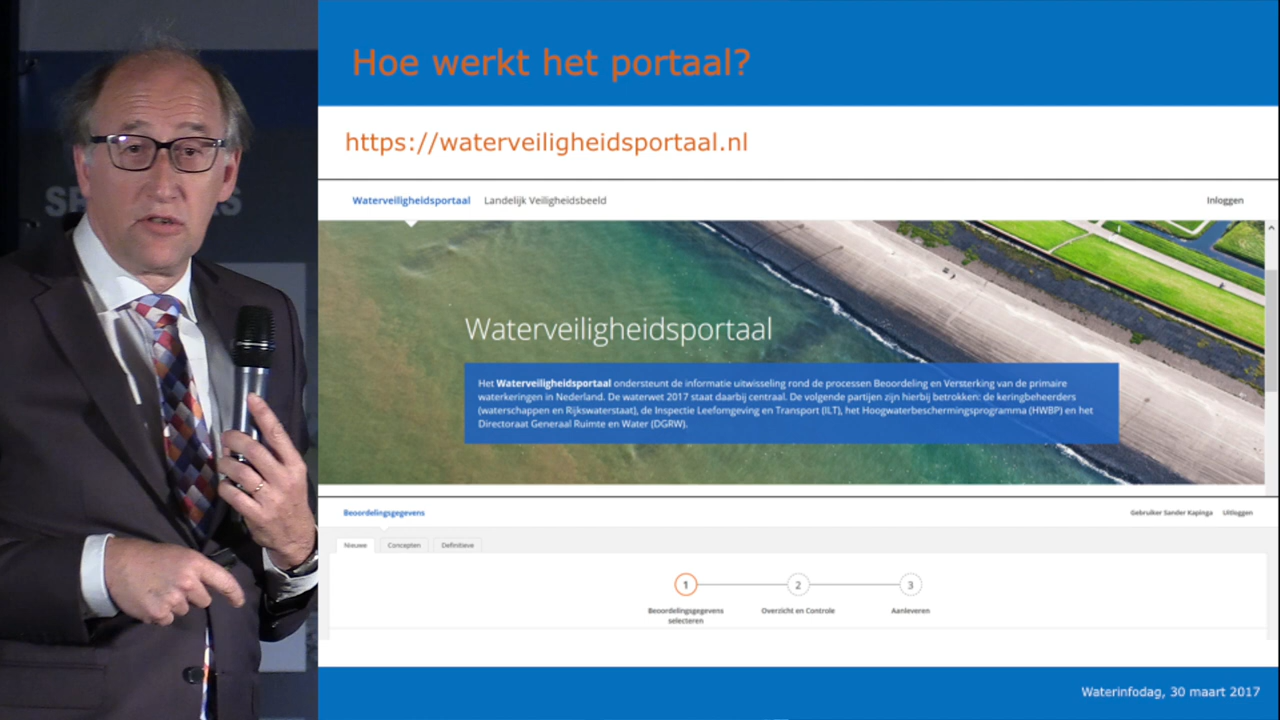 Hoe werkt het portaal?
https://waterveiligheidsportaal.nl
Waterveiligheidsportaal Landelijk Veiligheidsbeeld Inloggen
Waterveiligheidsportaal
Het Waterveiligheidsportaal ondersteunt de informatie uitwisseling rond de processen Beoordeling en Versterking van de primaire
waterkeringen in Nederland. De waterwet 2017 staat daarbij centraal. De volgende partijen zijn hierbij betrokken: de keringbeheerders
(waterschappen en Rijkswaterstaat), de Inspectie Leefomgeving en Transport (ILT), het Hoogwaterbeschermingsprogramma (HWBP) en het
Directoraat Generaal Ruimte en Water (DGRW).
Beoordelingsgegevens Gebruiker Sander Kapinga Uitloggen
Nieuwe Concepten Definitieve
1 2 3
Beoordelingsgegevens Overzicht en Controle Aanleveren
selecteren
Waterinfodag, 30 maart 2017